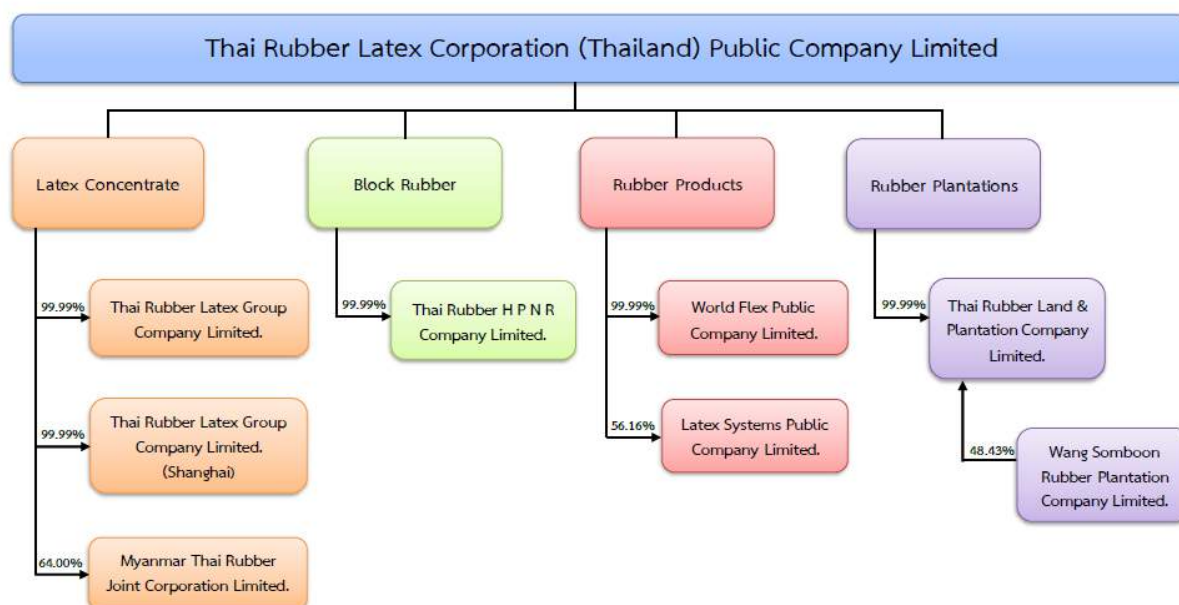 Thai Rubber Latex Corporation (Thailand) Public Company Limited
Latex Concentrate
Block Rubber
Rubber Products
Rubber Plantations
99.99%
Thai Rubber Latex Group
Company Limited.
99.99%
Thai Rubber H P N R
Company Limited.
99.99%
World Flex Public
Company Limited.
99.99%
Thai Rubber Land &
Plantation Company
Limited.
99.99%
Thai Rubber Latex Group
Company Limited.
(Shanghai)
56.16%
Latex Systems Public
Company Limited.
48.43%
Wang Somboon
Rubber Plantation
Company Limited.
64.00%
Myanmar Thai Rubber
Joint Corporation Limited.